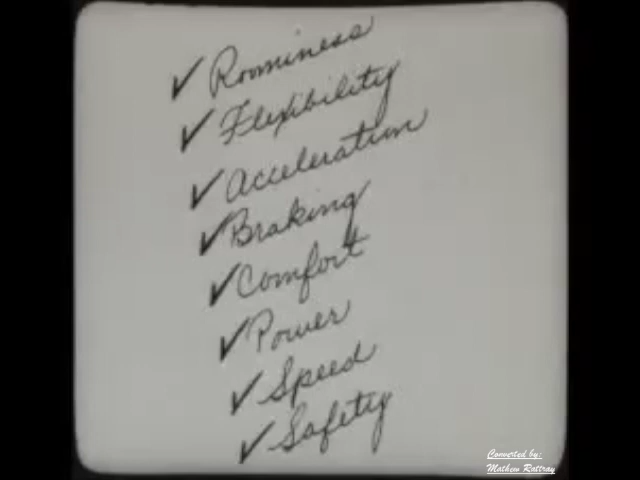 ✓ Roominess
✓ Flexibility
✓ Acceleration
✓ Braking
✓ Comfort
✓ Power
✓ Speed
✓ Safety
Converted by:
Mathew Rattray